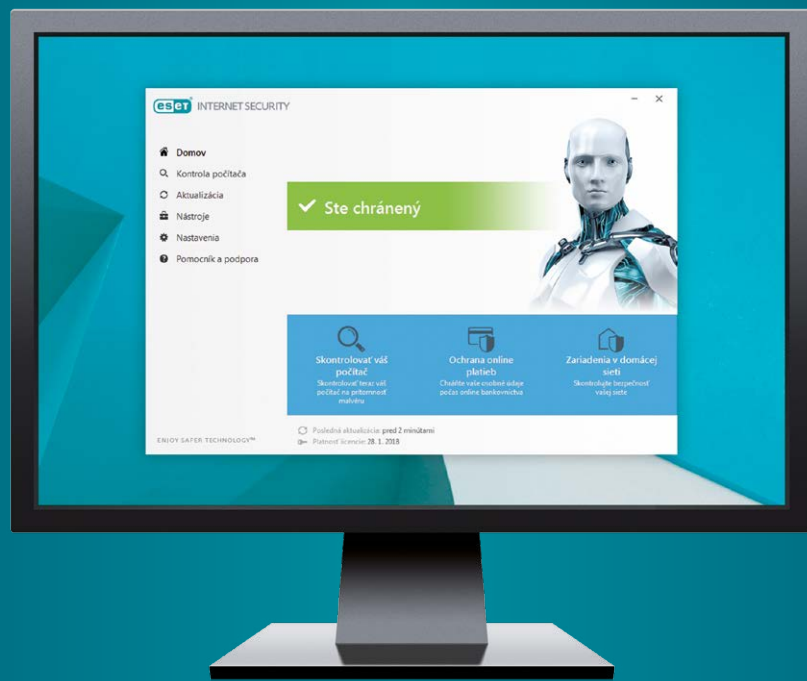 eset INTERNET SECURITY
Domov
Kontrola počítača
Aktualizácia
Nástroje
Nastavenia
Pomocník a podpora
Ste chránený
Skontrolovať váš
počítač
Skontrolovať teraz váš
počítač na prítomnosť
malvéru
Ochrana online
platieb
Chráňte vaše osobné údaje
počas online bankovníctva
Zariadenia v domácej
sieti
Skontrolujte bezpečnosť
vašej siete
Posledná aktualizácia: pred 2 minútami
Platnosť licencie: 28. 1. 2018
ENJOY SAFER TECHNOLOGY™